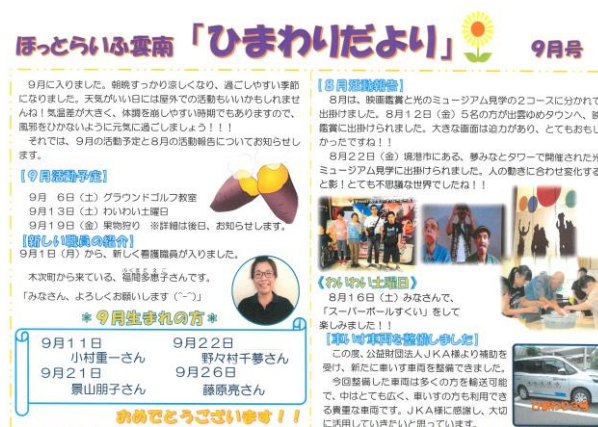 ほっとらいふ雲南 「ひまわりだより」 9月号
9月に入りました。朝晩すっかり涼しくなり、過ごしやすい季節
になりました。天気がいい日には屋外での活動もいいかもしれませ
んね！気温差が大きく、体調を崩しやすい時期でもありますので、
風邪をひかないように元気に過ごしましょう！！！
それでは、9月の活動予定と8月の活動報告についてお知らせし
ます。
【9月活動予定】
9月 6日（土）グラウンドゴルフ教室
9月13日（土）わいわい土曜日
9月19日（金）果物狩り ※詳細は後日、お知らせします。
【新しい職員の紹介】
9月1日（月）から、新しく看護職員が入りました。
木次町から来ている、福間多恵子さんです。
「みなさん、よろしくお願いします（^-^）」
＊9月生まれの方＊
9月11日 9月22日
小村重一さん 野々村千夢さん
9月21日 9月26日
景山朋子さん 藤原亮さん
おめでとうございます！！
【8月活動報告】
8月は、映画鑑賞と光のミュージアム見学の2コースに分かれて
出掛けました。8月12日（金）5名の方が出雲ゆめタウンへ、映
鑑賞に出掛けられました。大きな画面は迫力があり、とてもおもし
かったですね！！
8月22日（金）境港市にある、夢みなとタワーで開催された光
ミュージアム見学に出掛けられました。人の動きに合わせ変化する
と影！とても不思議な世界でしたね！！
《わいわい土曜日》
8月16日（土）みなさんで、
「スーパーボールすくい」をして
楽しみました！！
【車いす車両を整備しました】
この度、公益財団法人JKA様より補助を
受け、新たに車いす車両を整備できました。
今回整備した車両は多くの方を輸送可能
で、中はとても広く、車いすの方も利用でき
る貴重な車両です。JKA様に感謝し、大切
に活用していきたいと思っています。
ひまわり2号